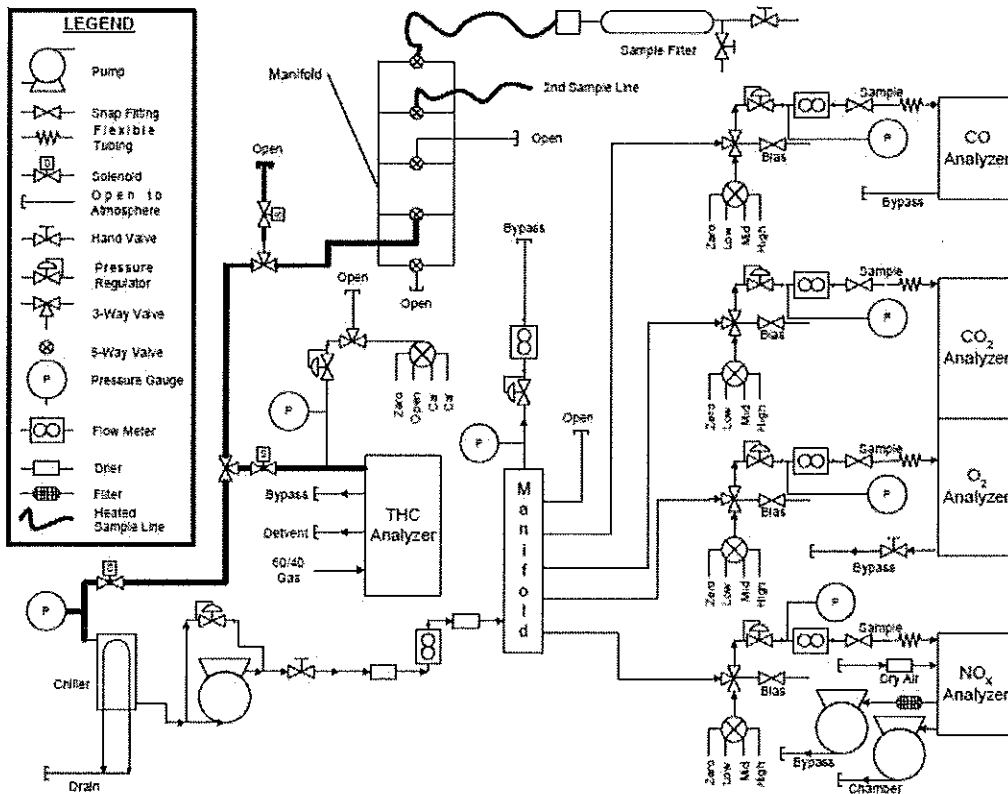 LEGEND
Pump
Snap Fitting
Flexible
Tubing
Solenoid
Open to
Atmosphere
Hand Valve
Pressure
Regulator
3-Way Valve
5-Way Valve
P
Pressure Gauge
Flow Meter
Drier
Filter
Heated
Sample Line
S
Sample Filter
Manifold
2nd Sample Line
Open
Open
S
Open
Open
Bypass
P
Zero
Open
Cal
Cal
P
Open
S
Bypass
Detvent
60/40
Gas
THC
Analyzer
Manifold
S
P
Chiller
Drain
Sample
P
Bias
Zero
Low
Mid
High
Bypass
CO
Analyzer
Sample
P
Bias
Zero
Low
Mid
High
CO2
Analyzer
Sample
P
Bias
Zero
Low
Mid
High
Bypass
O2
Analyzer
P
Sample
Dry Air
Bias
Zero
Low
Mid
High
Bypass
Chamber
NOx
Analyzer